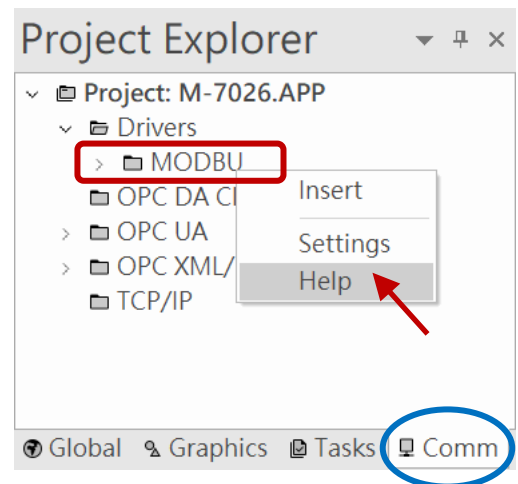 Project Explorer
Project: M-7026.APP
Drivers
MODBU
Insert
OPC DA Cl
OPC UA
Settings
OPC XML/
Help
TCP/IP
Global Graphics Tasks Comm